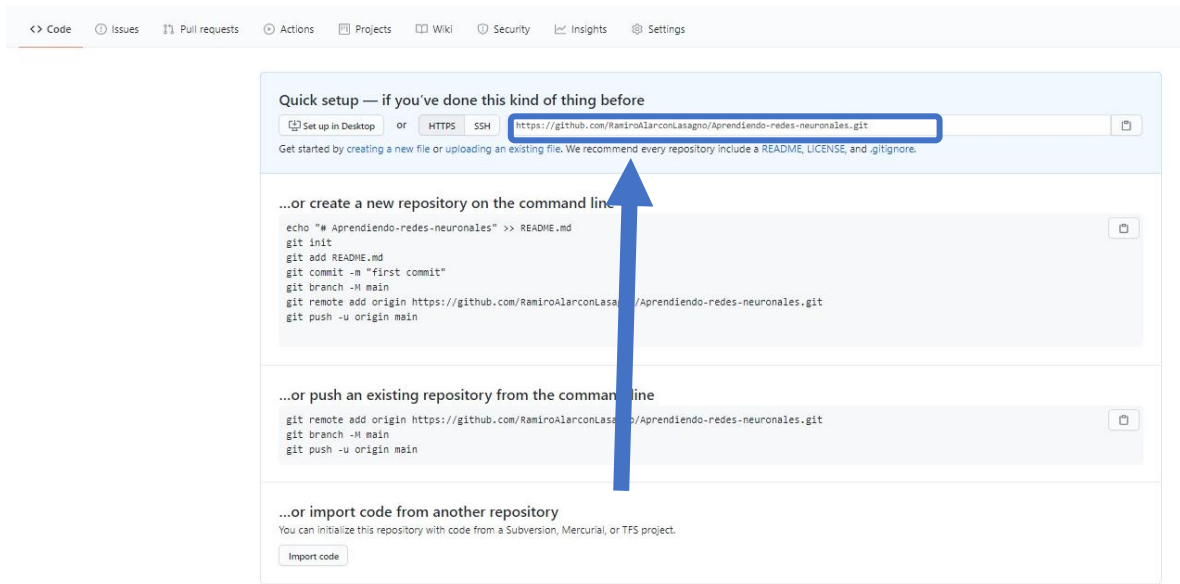 Code Issues Pull requests Actions Projects Wiki Security Insights Settings
Quick setup — if you've done this kind of thing before
Set up in Desktop or HTTPS SSH https://github.com/RamiroAlarconLasagno/Aprendiendo-redes-neuronales.git
Get started by creating a new file or uploading an existing file. We recommend every repository include a README, LICENSE, and .gitignore.
...or create a new repository on the command line
echo "# Aprendiendo-redes-neuronales" >> README.md
git init
git add README.md
git commit -m "first commit"
git branch -M main
git remote add origin https://github.com/RamiroAlarconLasagno/Aprendiendo-redes-neuronales.git
git push -u origin main
...or push an existing repository from the command line
git remote add origin https://github.com/RamiroAlarconLasagno/Aprendiendo-redes-neuronales.git
git branch -M main
git push -u origin main
...or import code from another repository
You can initialize this repository with code from a Subversion, Mercurial, or TFS project.
Import code